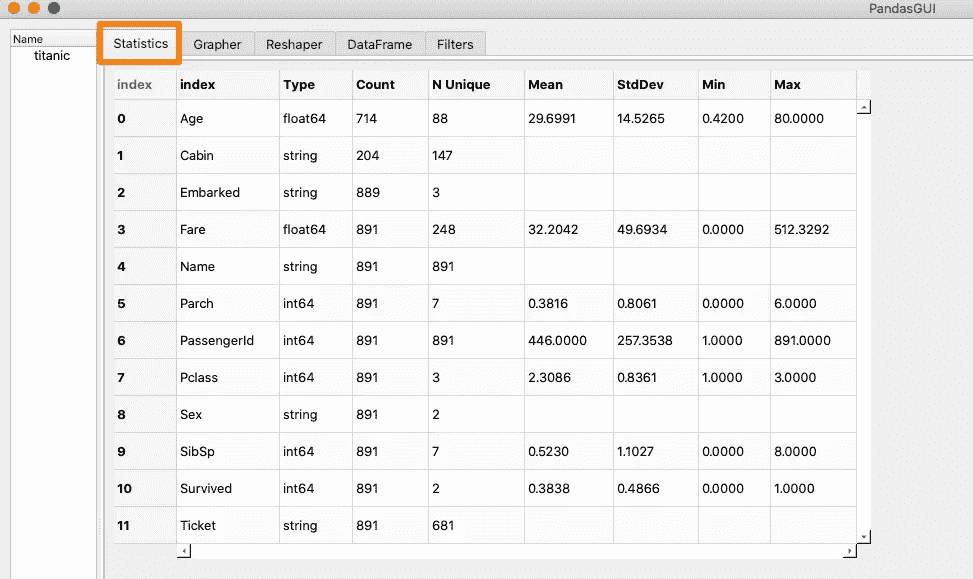 PandasGUI
Name
titanic
Statistics Grapher Reshaper DataFrame Filters
index index Type Count N Unique Mean StdDev Min Max
0 Age float64 714 88 29.6991 14.5265 0.4200 80.0000
1 Cabin string 204 147
2 Embarked string 889 3
3 Fare float64 891 248 32.2042 49.6934 0.0000 512.3292
4 Name string 891 891
5 Parch int64 891 7 0.3816 0.8061 0.0000 6.0000
6 PassengerId int64 891 891 446.0000 257.3538 1.0000 891.0000
7 Pclass int64 891 3 2.3086 0.8361 1.0000 3.0000
8 Sex string 891 2
9 SibSp int64 891 7 0.5230 1.1027 0.0000 8.0000
10 Survived int64 891 2 0.3838 0.4866 0.0000 1.0000
11 Ticket string 891 681